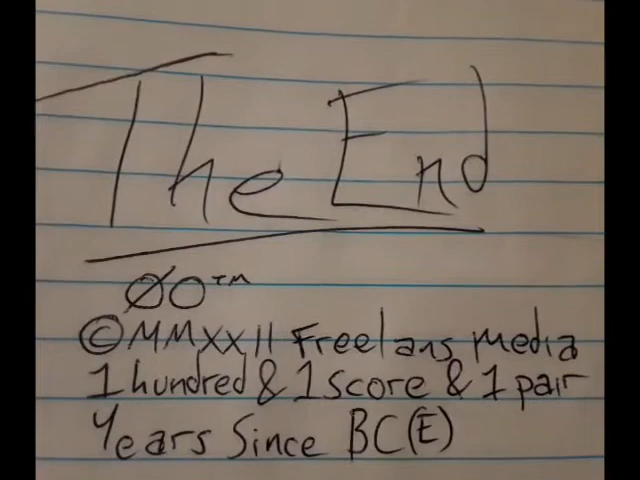 The End
ØO™
©MMXXII Freelans media
1 hundred & 1 score & 1 pair
Years Since BC(E)